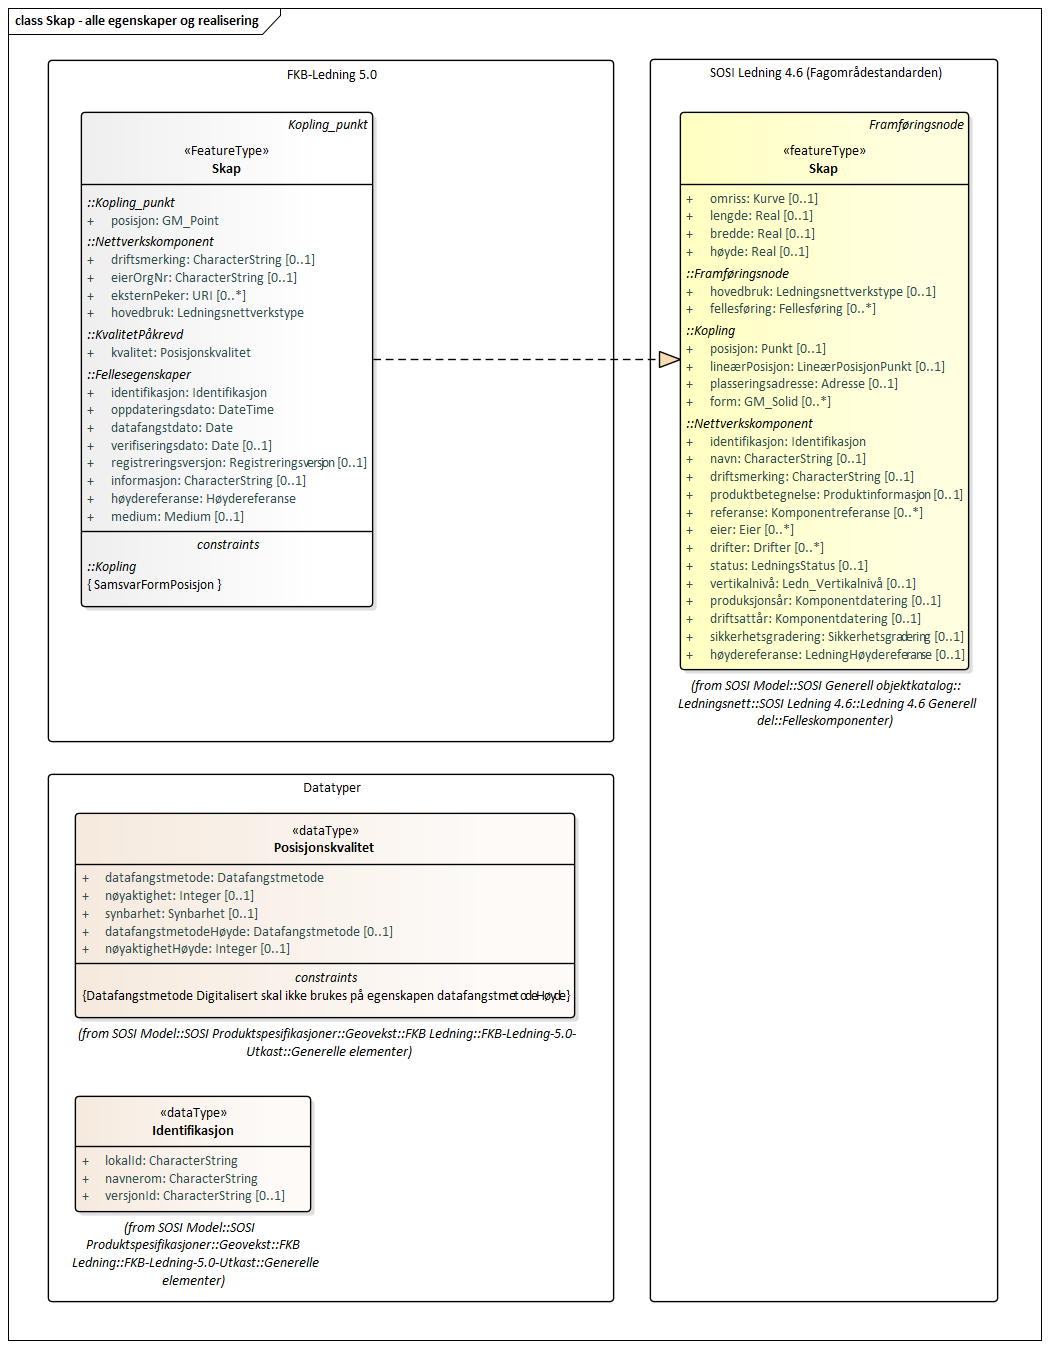 class Skap - alle egenskaper og realisering
FKB-Ledning 5.0
Kopling_punkt
«FeatureType»
Skap
::Kopling_punkt
+ posisjon: GM_Point
::Nettverkskomponent
+ driftsmerking: CharacterString [0..1]
+ eierOrgNr: CharacterString [0..1]
+ eksternPeker: URI [0..*]
+ hovedbruk: Ledningsnettverkstype
::KvalitetPåkrevd
+ kvalitet: Posisjonskvalitet
::Fellesegenskaper
+ identifikasjon: Identifikasjon
+ oppdateringsdato: DateTime
+ datafangstdato: Date
+ verifiseringsdato: Date [0..1]
+ registreringsversjon: Registreringsversjon [0..1]
+ informasjon: CharacterString [0..1]
+ høydereferanse: Høydereferanse
+ medium: Medium [0..1]
constraints
::Kopling
{ SamsvarFormPosisjon }
SOSI Ledning 4.6 (Fagområdestandarden)
Framføringsnode
«featureType»
Skap
+ omriss: Kurve [0..1]
+ lengde: Real [0..1]
+ bredde: Real [0..1]
+ høyde: Real [0..1]
::Framføringsnode
+ hovedbruk: Ledningsnettverkstype [0..1]
+ fellesføring: Fellesføring [0..*]
::Kopling
+ posisjon: Punkt [0..1]
+ lineærPosisjon: LineærPosisjonPunkt [0..1]
+ plasseringsadresse: Adresse [0..1]
+ form: GM_Solid [0..*]
::Nettverkskomponent
+ identifikasjon: Identifikasjon
+ navn: CharacterString [0..1]
+ driftsmerking: CharacterString [0..1]
+ produktbetegnelse: Produktinformasjon [0..1]
+ referanse: Komponentreferanse [0..*]
+ eier: Eier [0..*]
+ drifter: Drifter [0..*]
+ status: LedningsStatus [0..1]
+ vertikalnivå: Ledn_Vertikalnivå [0..1]
+ produksjonsår: Komponentdatering [0..1]
+ driftsattår: Komponentdatering [0..1]
+ sikkerhetsgradering: Sikkerhetsgradering [0..1]
+ høydereferanse: LedningHøydereferanse [0..1]
(from SOSI Model::SOSI Generell objektkatalog::
Ledningsnett::SOSI Ledning 4.6::Ledning 4.6 Generell
del::Felleskomponenter)
Datatyper
«dataType»
Posisjonskvalitet
+ datafangstmetode: Datafangstmetode
+ nøyaktighet: Integer [0..1]
+ synbarhet: Synbarhet [0..1]
+ datafangstmetodeHøyde: Datafangstmetode [0..1]
+ nøyaktighetHøyde: Integer [0..1]
constraints
{Datafangstmetode Digitalisert skal ikke brukes på egenskapen datafangstmetodeHøyde}
(from SOSI Model::SOSI Produktspesifikasjoner::Geovekst::FKB Ledning::FKB-Ledning-5.0-
Utkast::Generelle elementer)
«dataType»
Identifikasjon
+ lokalId: CharacterString
+ navnerom: CharacterString
+ versjonId: CharacterString [0..1]
(from SOSI Model::SOSI
Produktspesifikasjoner::Geovekst::FKB
Ledning::FKB-Ledning-5.0-Utkast::Generelle
elementer)